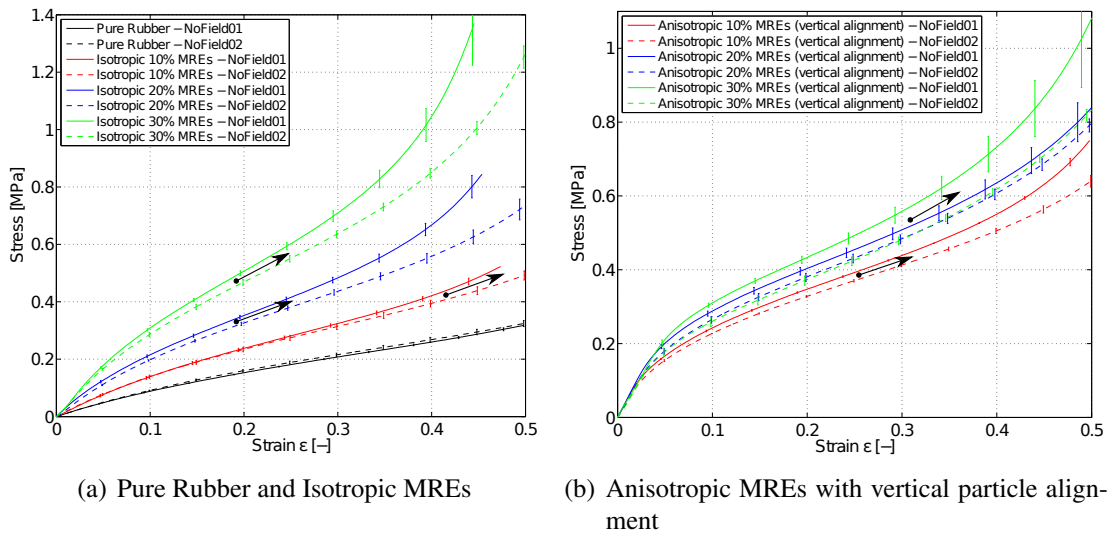 1.4
1.2
1
0.8
0.6
0.4
0.2
0
Stress [MPa]
Pure Rubber – NoField01
Pure Rubber – NoField02
Isotropic 10% MREs – NoField01
Isotropic 10% MREs – NoField02
Isotropic 20% MREs – NoField01
Isotropic 20% MREs – NoField02
Isotropic 30% MREs – NoField01
Isotropic 30% MREs – NoField02
0 0.1 0.2 0.3 0.4 0.5
Strain ε [–]
(a) Pure Rubber and Isotropic MREs
1
0.8
0.6
0.4
0.2
0
Stress [MPa]
Anisotropic 10% MREs (vertical alignment) – NoField01
Anisotropic 10% MREs (vertical alignment) – NoField02
Anisotropic 20% MREs (vertical alignment) – NoField01
Anisotropic 20% MREs (vertical alignment) – NoField02
Anisotropic 30% MREs (vertical alignment) – NoField01
Anisotropic 30% MREs (vertical alignment) – NoField02
0 0.1 0.2 0.3 0.4 0.5
Strain ε [–]
(b) Anisotropic MREs with vertical particle align-
ment